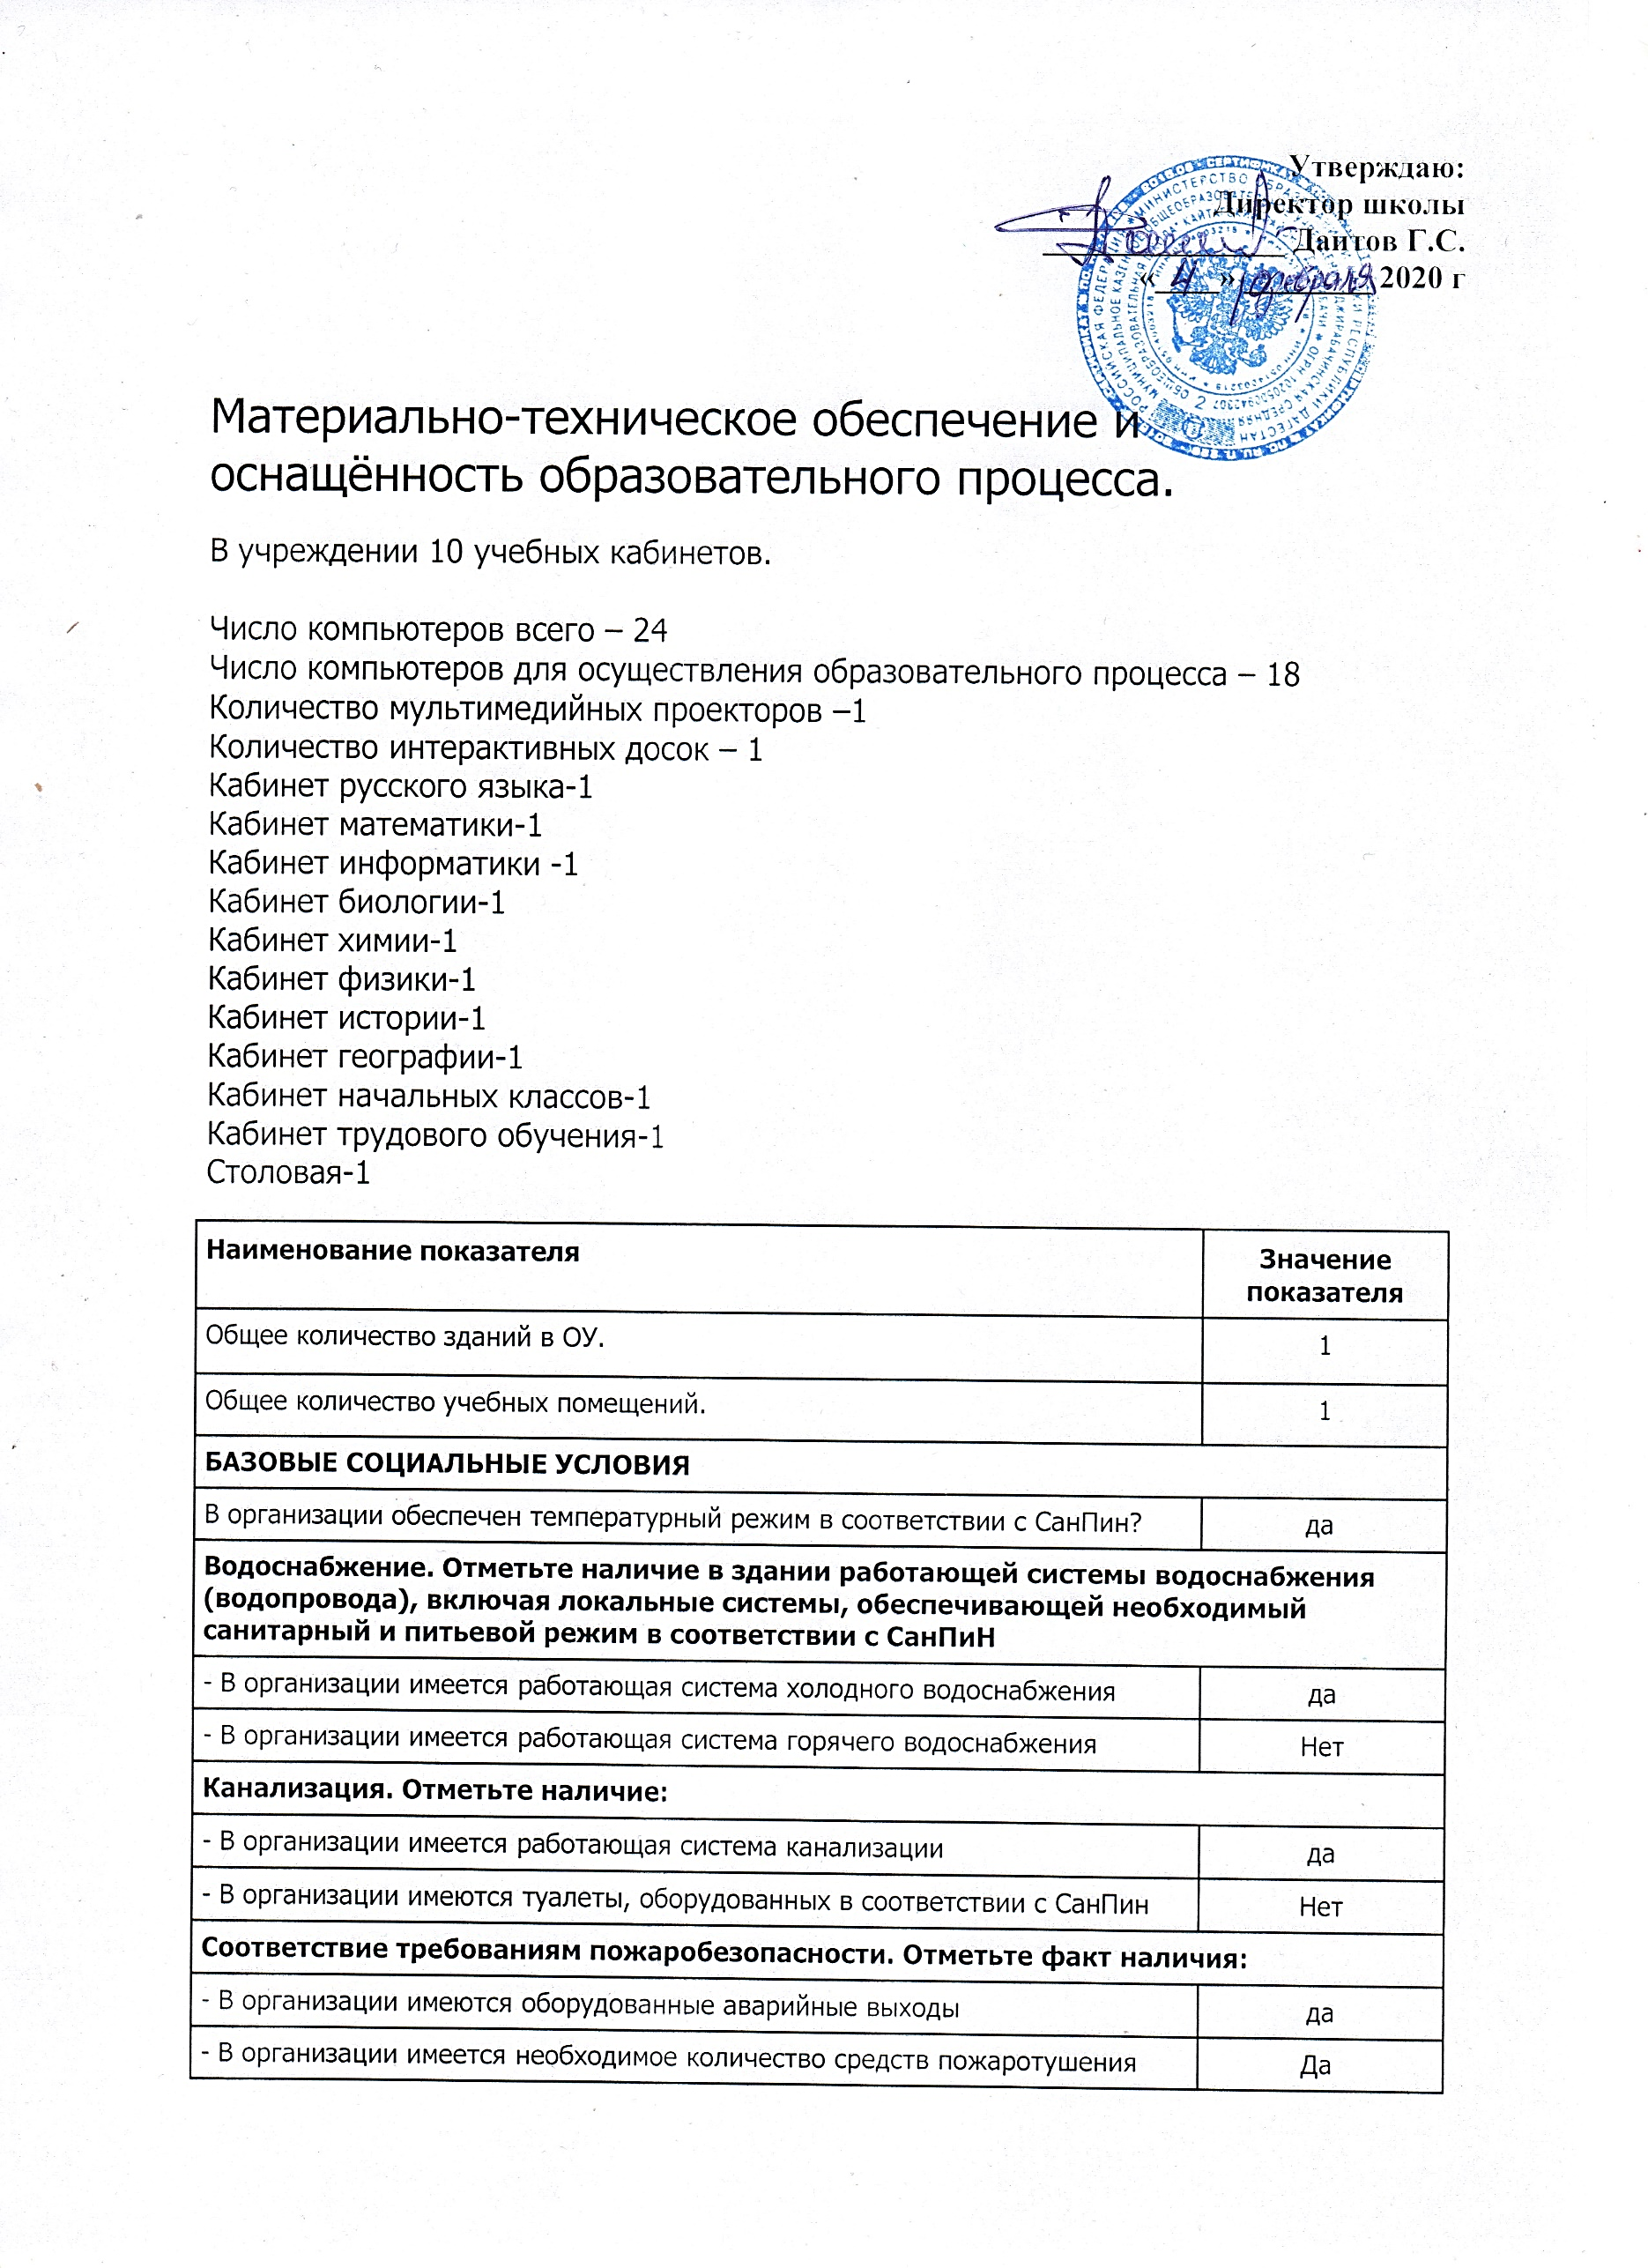 Утверждаю:
Директор школы
Даитов Г.С.
« 4 » февраля 2020 г
Материально-техническое обеспечение и
оснащённость образовательного процесса.
В учреждении 10 учебных кабинетов.
Число компьютеров всего – 24
Число компьютеров для осуществления образовательного процесса – 18
Количество мультимедийных проекторов –1
Количество интерактивных досок – 1
Кабинет русского языка-1
Кабинет математики-1
Кабинет информатики -1
Кабинет биологии-1
Кабинет химии-1
Кабинет физики-1
Кабинет истории-1
Кабинет географии-1
Кабинет начальных классов-1
Кабинет трудового обучения-1
Столовая-1
Наименование показателя
Значение
показателя
Общее количество зданий в ОУ.
1
Общее количество учебных помещений.
1
БАЗОВЫЕ СОЦИАЛЬНЫЕ УСЛОВИЯ
В организации обеспечен температурный режим в соответствии с СанПин?
да
Водоснабжение. Отметьте наличие в здании работающей системы водоснабжения
(водопровода), включая локальные системы, обеспечивающей необходимый
санитарный и питьевой режим в соответствии с СанПиН
- В организации имеется работающая система холодного водоснабжения
да
- В организации имеется работающая система горячего водоснабжения
Нет
Канализация. Отметьте наличие:
- В организации имеется работающая система канализации
да
- В организации имеются туалеты, оборудованных в соответствии с СанПин
Нет
Соответствие требованиям пожаробезопасности. Отметьте факт наличия:
- В организации имеются оборудованные аварийные выходы
да
- В организации имеется необходимое количество средств пожаротушения
Да